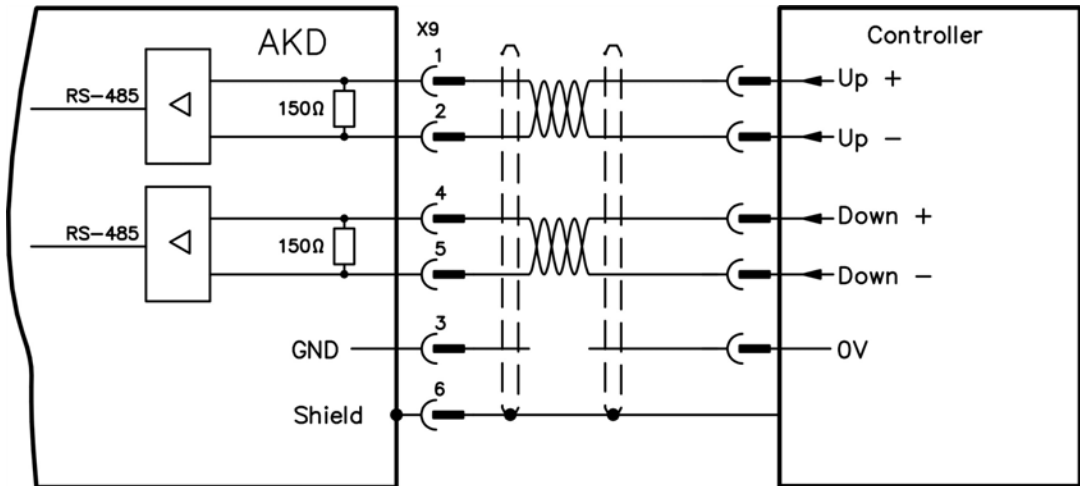 AKD
X9
Controller
1
Up +
RS-485
150Ω
2
Up -
4
Down +
RS-485
150Ω
5
Down -
3
GND
0V
6
Shield